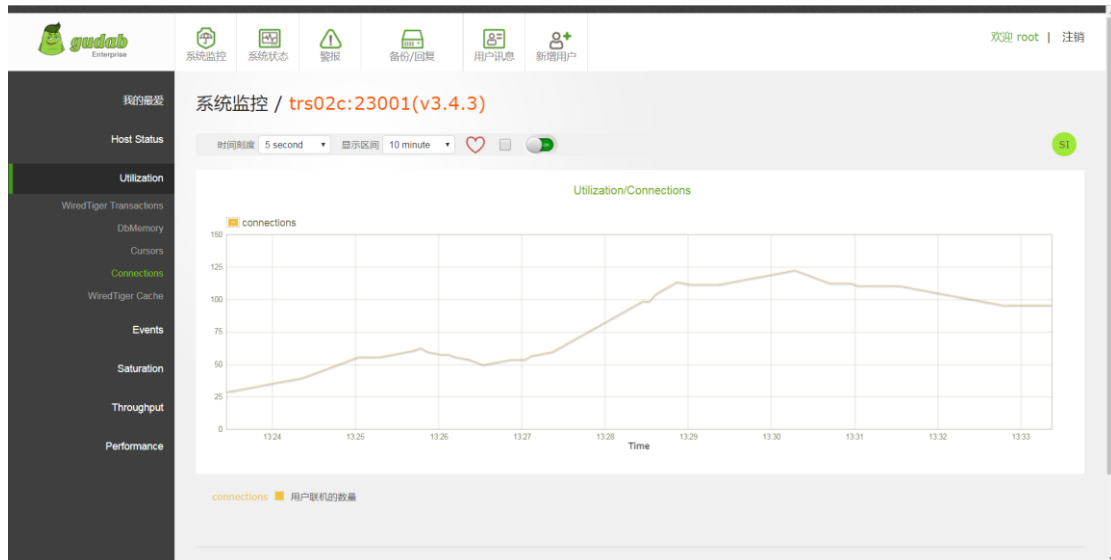 gudab
Enterprise
系统监控 系统状态 警报 备份/回复 用户讯息 新增用户
欢迎 root | 注销
我的最爱
Host Status
Utilization
WiredTiger Transactions
DbMemory
Cursors
Connections
WiredTiger Cache
Events
Saturation
Throughput
Performance
系统监控 / trs02c:23001(v3.4.3)
时间刻度 5 second 显示区间 10 minute
SI
Utilization/Connections
connections
150
125
100
75
50
25
0
13:24 13:25 13:26 13:27 13:28 13:29 13:30 13:31 13:32 13:33
Time
connections 用户联机的数量